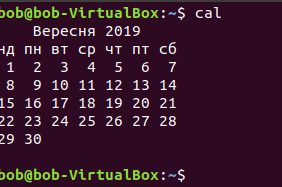 bob@bob-VirtualBox:~$ cal
Вересня 2019
нд пн вт ср чт пт сб
1 2 3 4 5 6 7
8 9 10 11 12 13 14
15 16 17 18 19 20 21
22 23 24 25 26 27 28
29 30
bob@bob-VirtualBox:~$